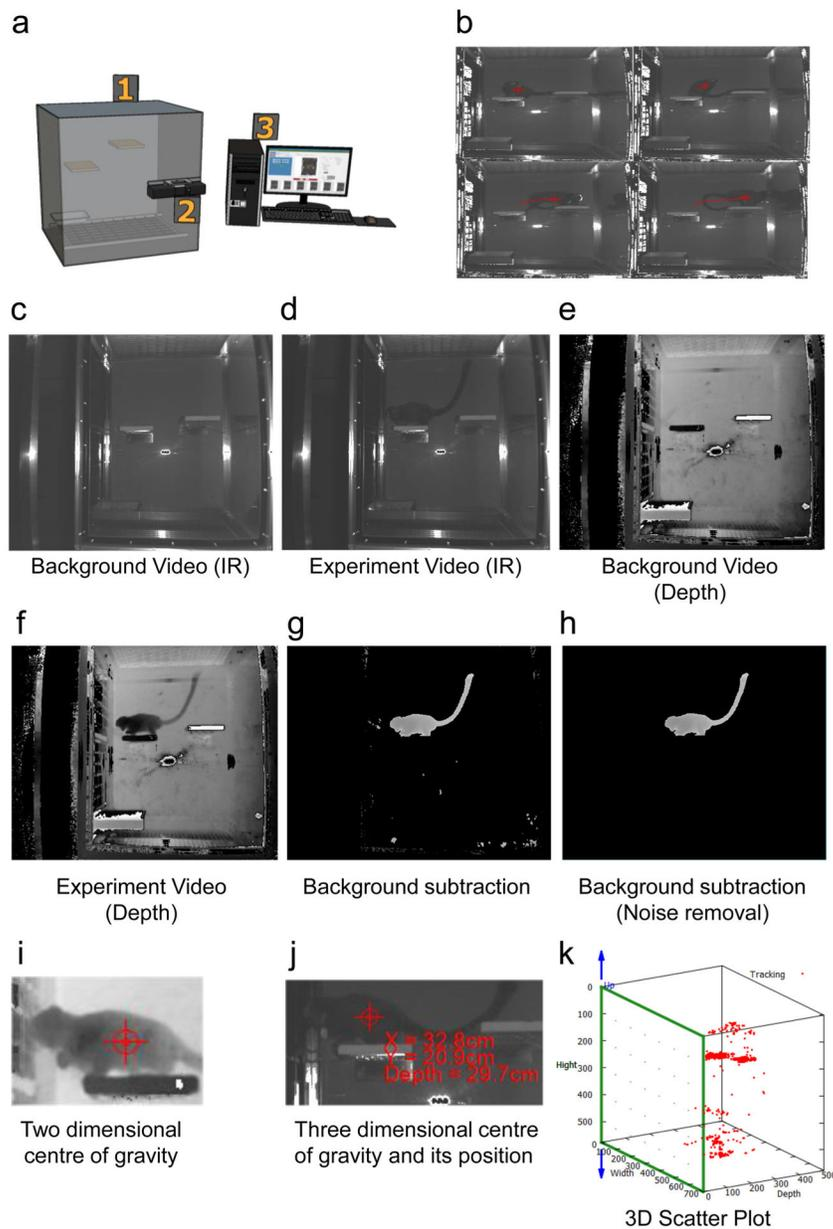 a
1
2
3
b
c
Background Video (IR)
d
Experiment Video (IR)
e
Background Video
(Depth)
f
Experiment Video
(Depth)
g
Background subtraction
h
Background subtraction
(Noise removal)
i
Two dimensional
centre of gravity
j
X = 32.8cm
Y = 20.9cm
Depth = 29.7cm
Three dimensional centre
of gravity and its position
k
Tracking
Up
0
100
200
300
400
500
Hight
100
200
300
400
500
600
700
Width
0
100
200
300
400
500
Depth
3D Scatter Plot